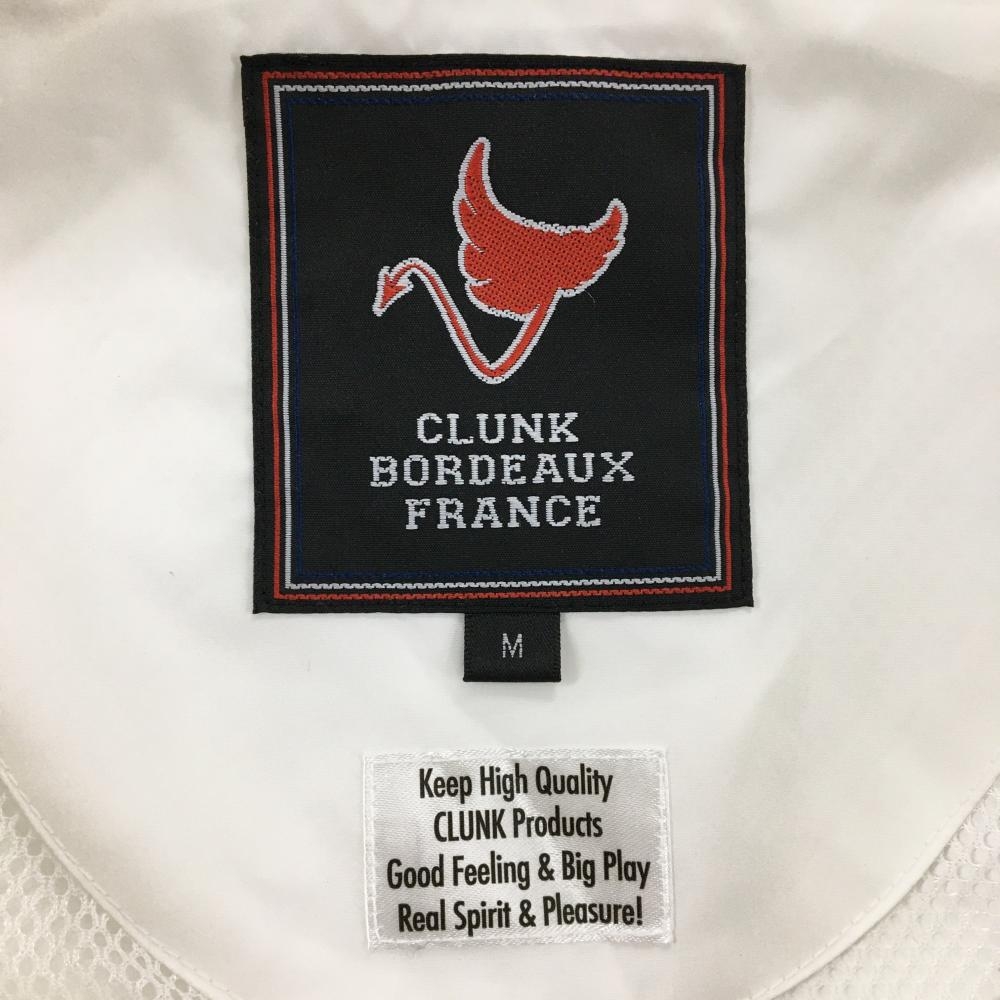 CLUNK
BORDEAUX
FRANCE
M
Keep High Quality
CLUNK Products
Good Feeling & Big Play
Real Spirit & Pleasure!